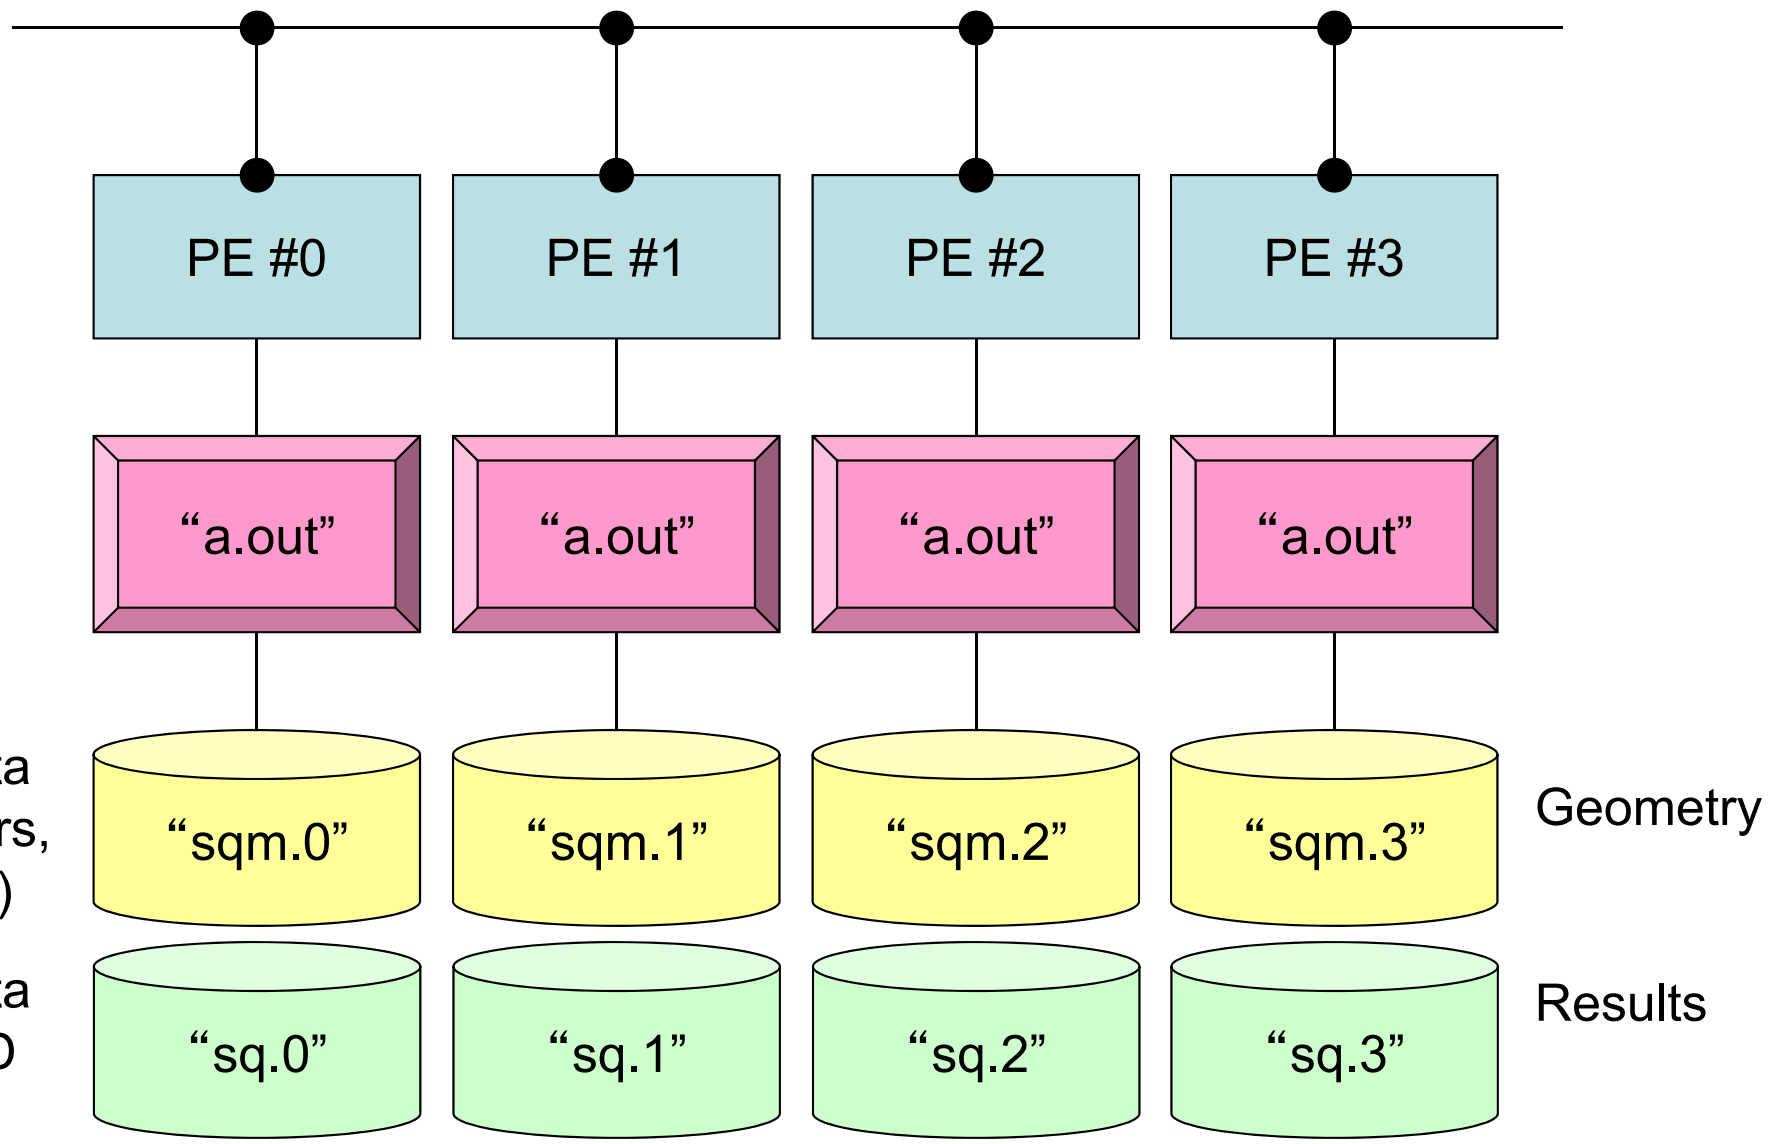 PE #0 PE #1 PE #2 PE #3
“a.out” “a.out” “a.out” “a.out”
“sqm.0” “sqm.1” “sqm.2” “sqm.3” Geometry
“sq.0” “sq.1” “sq.2” “sq.3” Results